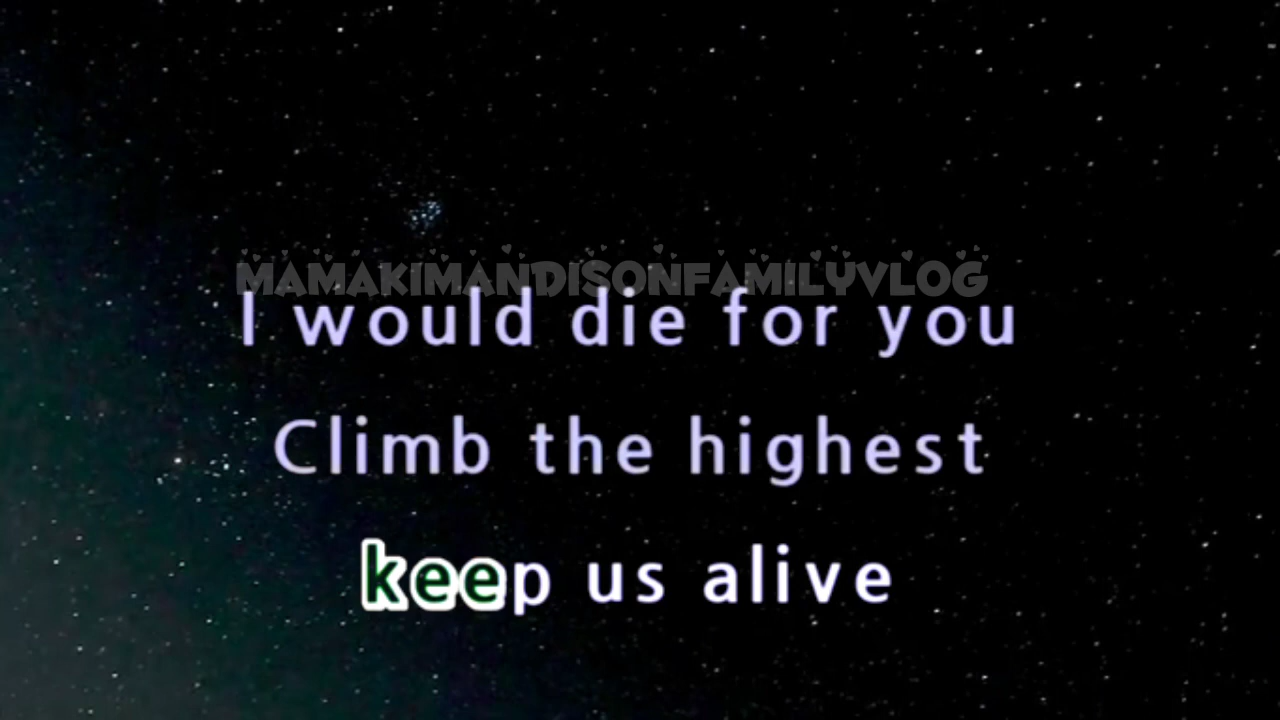 MAMAKIMANDISONFAMILYVLOG
I would die for you
Climb the highest
keep us alive